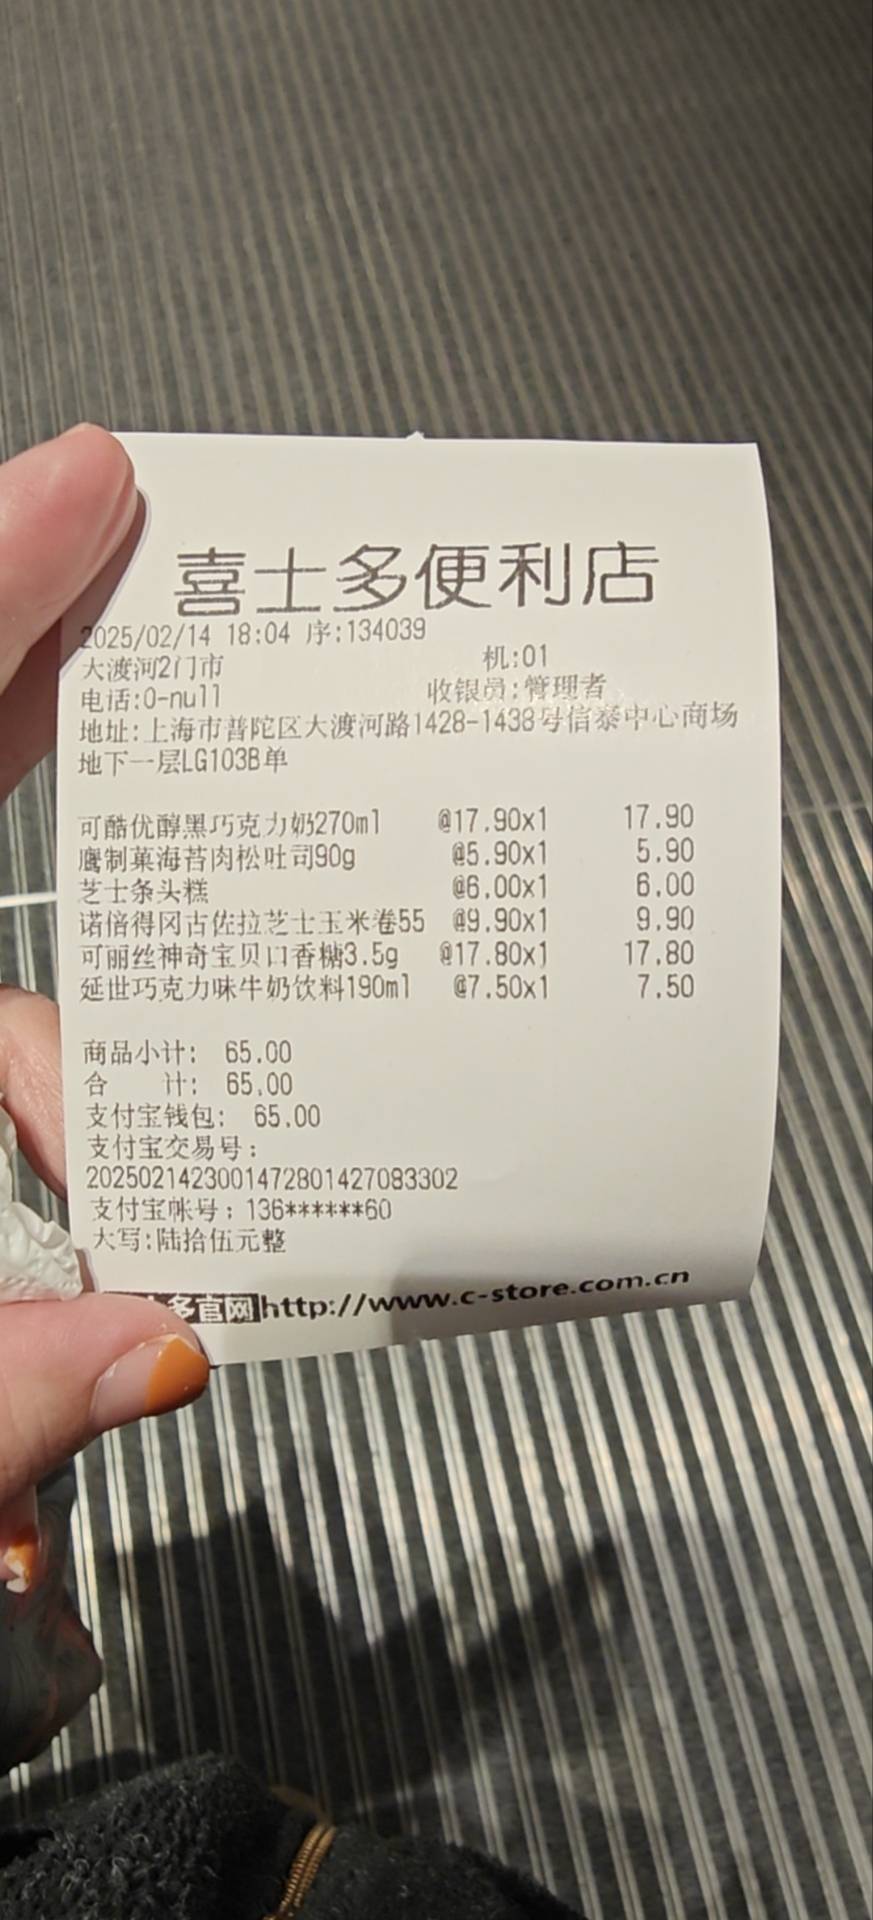 喜士多便利店
2025/02/14 18:04 序:134039
大渡河2门市 机:01
电话:0-null 收银员:管理者
地址:上海市普陀区大渡河路1428-1438号信泰中心商场
地下一层LG103B单
可酷优醇黑巧克力奶270ml @17.90x1 17.90
鹰制菓海苔肉松吐司90g @5.90x1 5.90
芝士条头糕 @6.00x1 6.00
诺倍得冈古佐拉芝士玉米卷55 @9.90x1 9.90
可丽丝神奇宝贝口香糖3.5g @17.80x1 17.80
延世巧克力味牛奶饮料190ml @7.50x1 7.50
商品小计: 65.00
合 计: 65.00
支付宝钱包: 65.00
支付宝交易号:
2025021423001472801427083302
支付宝帐号:136******60
大写:陆拾伍元整
多官网http://www.c-store.com.cn